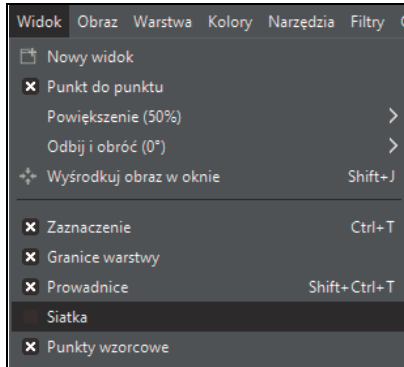 Widok Obraz Warstwa Kolory Narzędzia Filtry
Nowy widok
Punkt do punktu
Powiększenie (50%)
Odbij i obróć (0°)
Wyśrodkuj obraz w oknie Shift+J
Zaznaczenie Ctrl+T
Granice warstwy
Prowadnice Shift+Ctrl+T
Siatka
Punkty wzorcowe